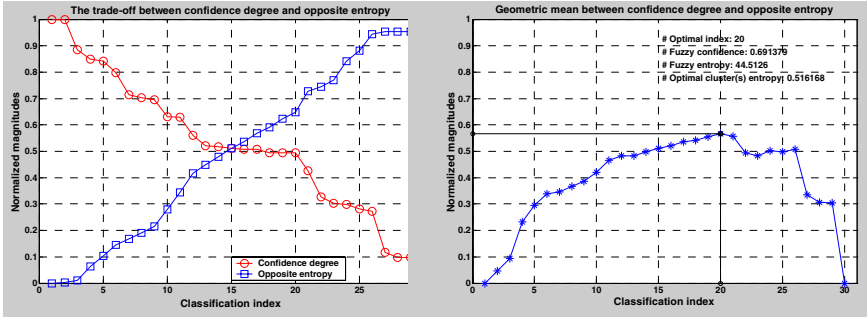 The trade-off between confidence degree and opposite entropy
1
0.9
0.8
0.7
0.6
0.5
0.4
0.3
0.2
0.1
0
Normalized magnitudes
0 5 10 15 20 25
Classification index
Confidence degree
Opposite entropy
Geometric mean between confidence degree and opposite entropy
# Optimal index: 20
# Fuzzy confidence: 0.691379
# Fuzzy entropy: 44.5126
# Optimal cluster(s) entropy: 0.516168
1
0.9
0.8
0.7
0.6
0.5
0.4
0.3
0.2
0.1
0
Normalized magnitudes
0 5 10 15 20 25 30
Classification index